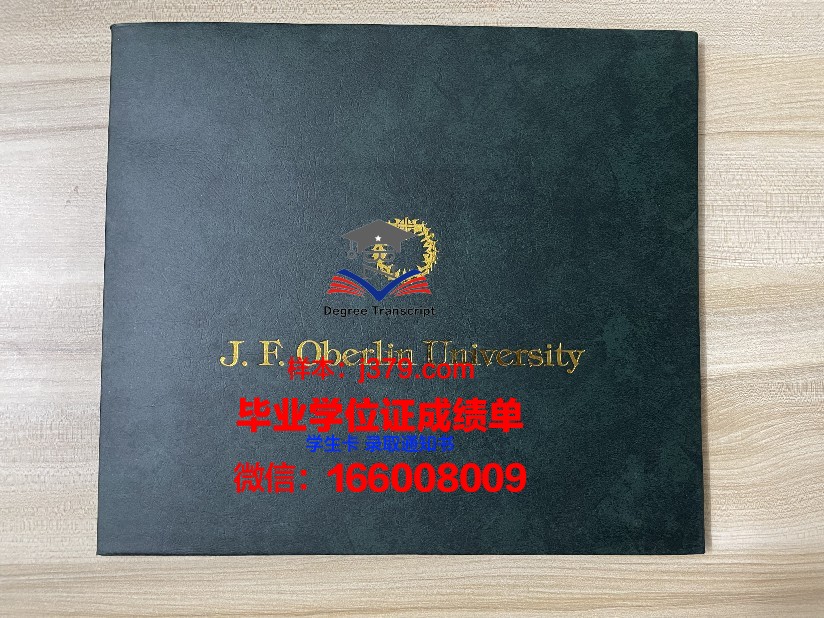 Degree Transcript
J. F. Oberlin University
样本：j379.com
毕业学位证成绩单
学生卡 录取通知书
微信：166008009